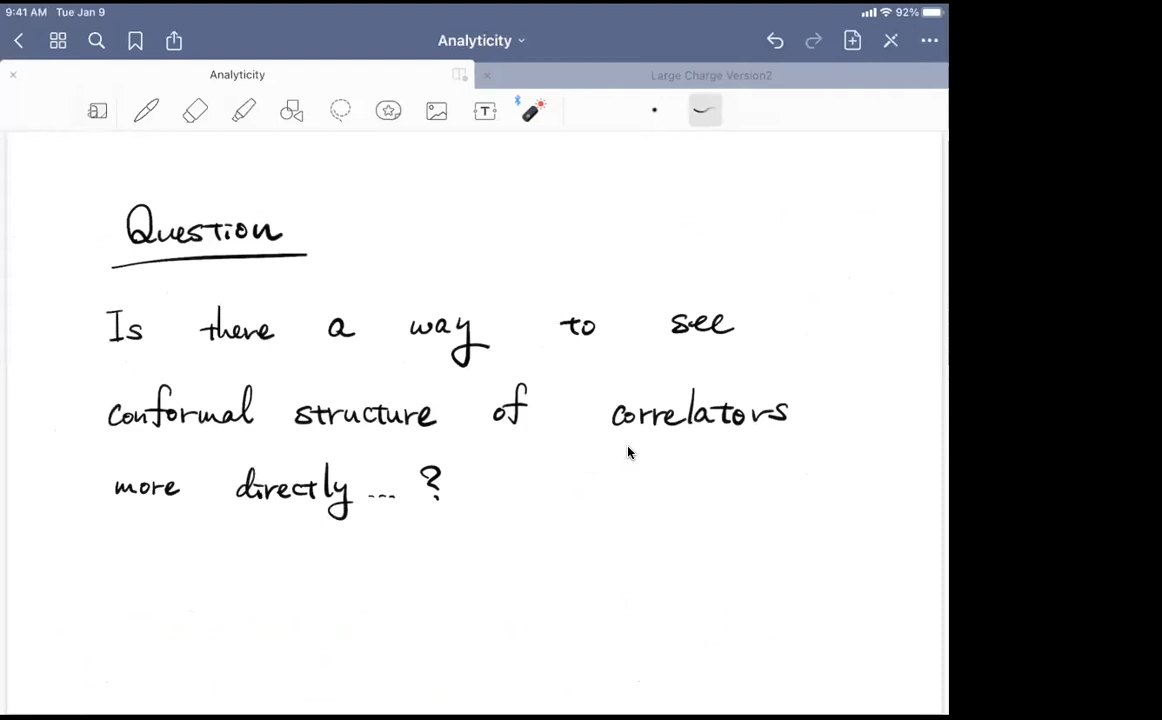 9:41 AM Tue Jan 9 92%
Analyticity
Analyticity Large Charge Version2
Question
Is there a way to see
conformal structure of correlators
more directly... ?